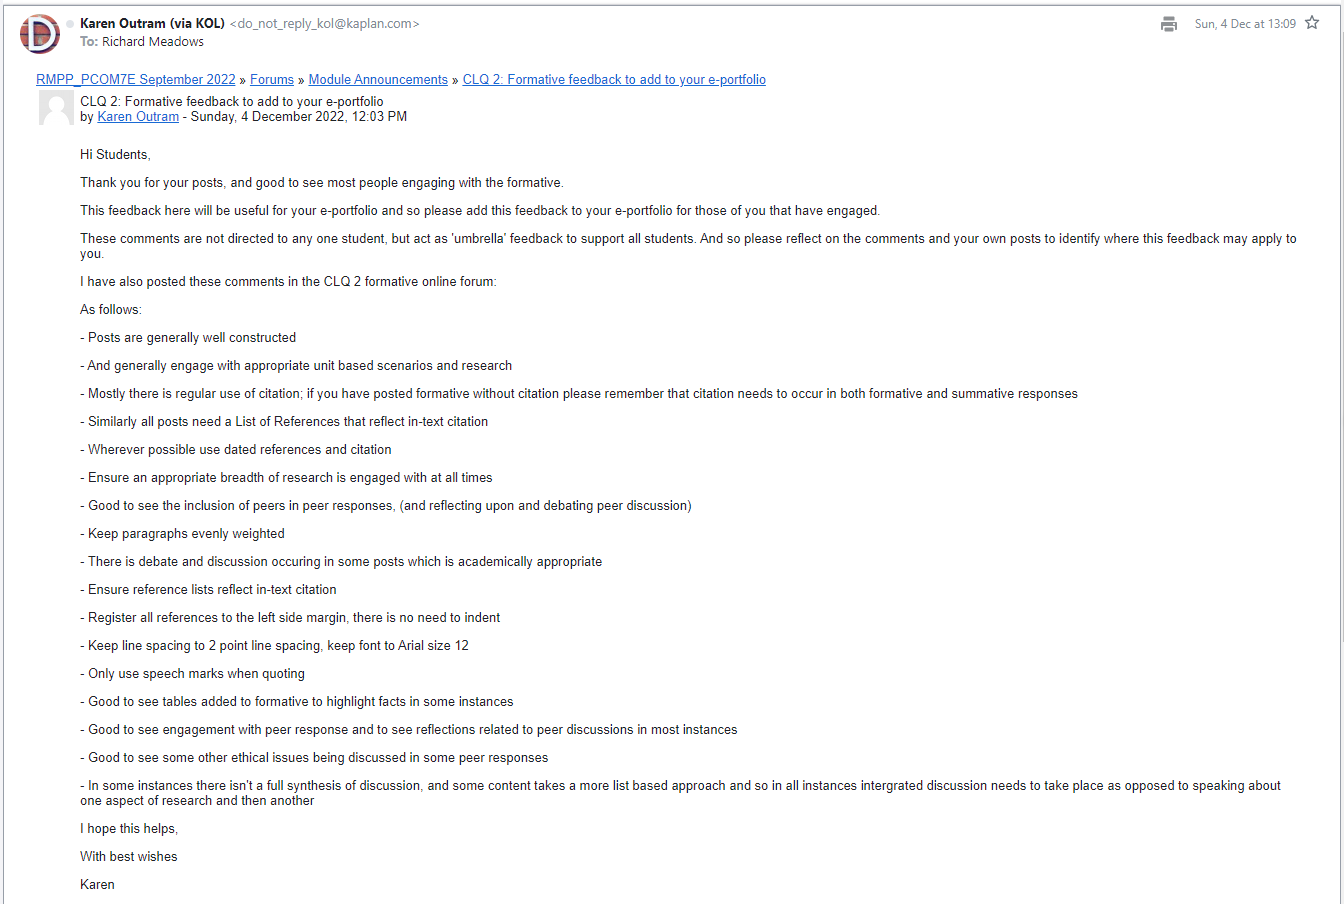 Karen Outram (via KOL) <do_not_reply_kol@kaplan.com>
Sun, 4 Dec at 13:09
To: Richard Meadows
RMPP_PCOM7E September 2022 » Forums » Module Announcements » CLQ 2: Formative feedback to add to your e-portfolio
CLQ 2: Formative feedback to add to your e-portfolio
by Karen Outram - Sunday, 4 December 2022, 12:03 PM
Hi Students,
Thank you for your posts, and good to see most people engaging with the formative.
This feedback here will be useful for your e-portfolio and so please add this feedback to your e-portfolio for those of you that have engaged.
These comments are not directed to any one student, but act as 'umbrella' feedback to support all students. And so please reflect on the comments and your own posts to identify where this feedback may apply to
you.
I have also posted these comments in the CLQ 2 formative online forum:
As follows:
- Posts are generally well constructed
- And generally engage with appropriate unit based scenarios and research
- Mostly there is regular use of citation; if you have posted formative without citation please remember that citation needs to occur in both formative and summative responses
- Similarly all posts need a List of References that reflect in-text citation
- Wherever possible use dated references and citation
- Ensure an appropriate breadth of research is engaged with at all times
- Good to see the inclusion of peers in peer responses, (and reflecting upon and debating peer discussion)
- Keep paragraphs evenly weighted
- There is debate and discussion occuring in some posts which is academically appropriate
- Ensure reference lists reflect in-text citation
- Register all references to the left side margin, there is no need to indent
- Keep line spacing to 2 point line spacing, keep font to Arial size 12
- Only use speech marks when quoting
- Good to see tables added to formative to highlight facts in some instances
- Good to see engagement with peer response and to see reflections related to peer discussions in most instances
- Good to see some other ethical issues being discussed in some peer responses
- In some instances there isn't a full synthesis of discussion, and some content takes a more list based approach and so in all instances intergrated discussion needs to take place as opposed to speaking about
one aspect of research and then another
I hope this helps,
With best wishes
Karen